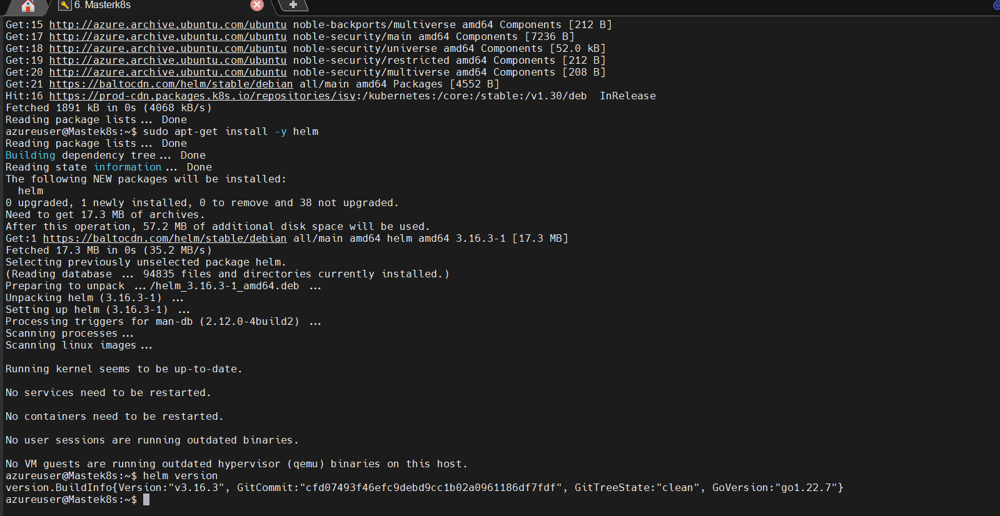 6. Masterk8s
Get:15 http://azure.archive.ubuntu.com/ubuntu noble-backports/multiverse amd64 Components [212 B]
Get:17 http://azure.archive.ubuntu.com/ubuntu noble-security/main amd64 Components [7236 B]
Get:18 http://azure.archive.ubuntu.com/ubuntu noble-security/universe amd64 Components [52.0 kB]
Get:19 http://azure.archive.ubuntu.com/ubuntu noble-security/restricted amd64 Components [212 B]
Get:20 http://azure.archive.ubuntu.com/ubuntu noble-security/multiverse amd64 Components [208 B]
Get:21 https://baltocdn.com/helm/stable/debian all/main amd64 Packages [4552 B]
Hit:16 https://prod-cdn.packages.k8s.io/repositories/isv:/kubernetes:/core:/stable:/v1.30/deb  InRelease
Fetched 1891 kB in 0s (4068 kB/s)
Reading package lists... Done
azureuser@Mastek8s:~$ sudo apt-get install -y helm
Reading package lists... Done
Building dependency tree... Done
Reading state information... Done
The following NEW packages will be installed:
  helm
0 upgraded, 1 newly installed, 0 to remove and 38 not upgraded.
Need to get 17.3 MB of archives.
After this operation, 57.2 MB of additional disk space will be used.
Get:1 https://baltocdn.com/helm/stable/debian all/main amd64 helm amd64 3.16.3-1 [17.3 MB]
Fetched 17.3 MB in 0s (35.2 MB/s)
Selecting previously unselected package helm.
(Reading database ... 94835 files and directories currently installed.)
Preparing to unpack .../helm_3.16.3-1_amd64.deb ...
Unpacking helm (3.16.3-1) ...
Setting up helm (3.16.3-1) ...
Processing triggers for man-db (2.12.0-4build2) ...
Scanning processes...
Scanning linux images...
Running kernel seems to be up-to-date.
No services need to be restarted.
No containers need to be restarted.
No user sessions are running outdated binaries.
No VM guests are running outdated hypervisor (qemu) binaries on this host.
azureuser@Mastek8s:~$ helm version
version.BuildInfo{Version:"v3.16.3", GitCommit:"cfd07493f46efc9debd9cc1b02a0961186df7fdf", GitTreeState:"clean", GoVersion:"go1.22.7"}
azureuser@Mastek8s:~$